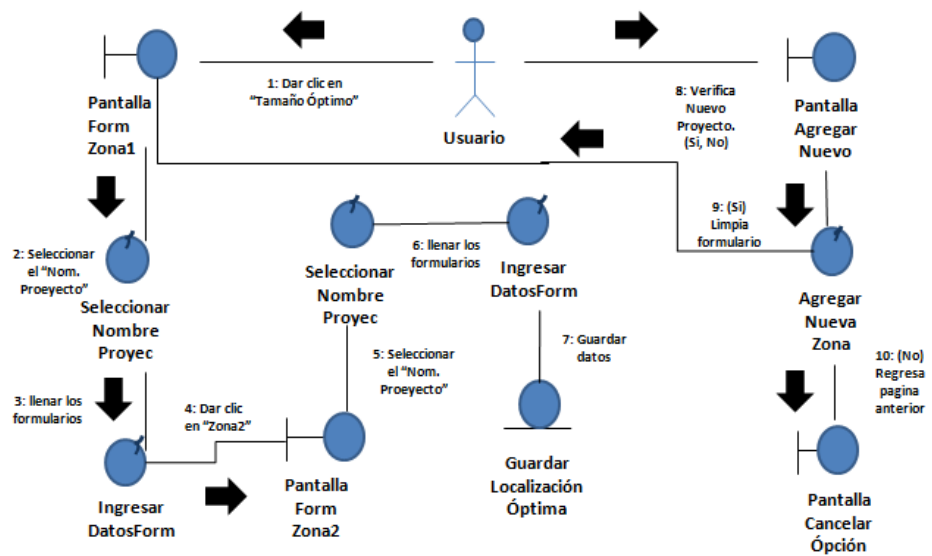 1: Dar clic en
“Tamaño Óptimo”
Usuario
8: Verifica
Nuevo
Proyecto.
(Si, No)
Pantalla
Form
Zona1
Pantalla
Agregar
Nuevo
2: Seleccionar
el “Nom.
Proeyecto”
Seleccionar
Nombre
Proyec
Seleccionar
Nombre
Proyec
6: llenar los
formularios
Ingresar
DatosForm
9: (Si)
Limpia
formulario
Agregar
Nueva
Zona
3: llenar los
formularios
4: Dar clic
en “Zona2”
5: Seleccionar
el “Nom.
Proeyecto”
7: Guardar
datos
10: (No)
Regresa
pagina
anterior
Ingresar
DatosForm
Pantalla
Form
Zona2
Guardar
Localización
Óptima
Pantalla
Cancelar
Ópción